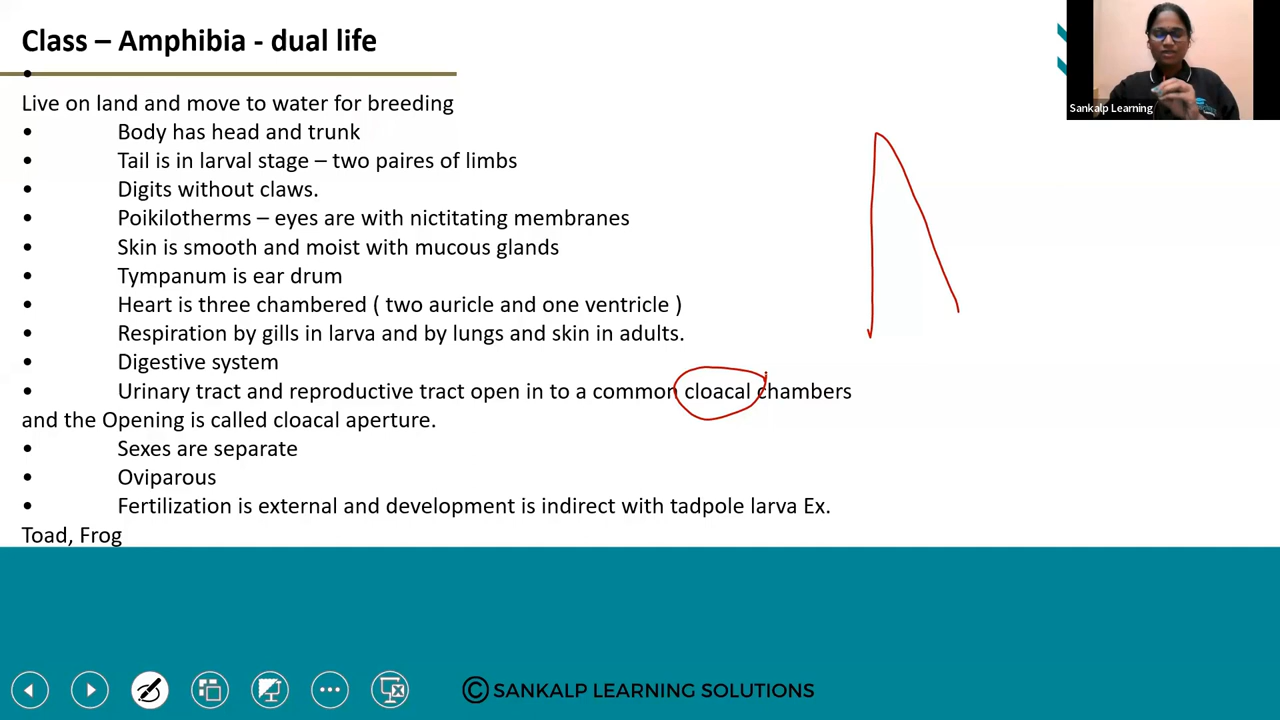 Class – Amphibia - dual life
•
Live on land and move to water for breeding
• Body has head and trunk
• Tail is in larval stage – two paires of limbs
• Digits without claws.
• Poikilotherms – eyes are with nictitating membranes
• Skin is smooth and moist with mucous glands
• Tympanum is ear drum
• Heart is three chambered ( two auricle and one ventricle )
• Respiration by gills in larva and by lungs and skin in adults.
• Digestive system
• Urinary tract and reproductive tract open in to a common cloacal chambers
and the Opening is called cloacal aperture.
• Sexes are separate
• Oviparous
• Fertilization is external and development is indirect with tadpole larva Ex.
Toad, Frog
Sankalp Learning
© SANKALP LEARNING SOLUTIONS